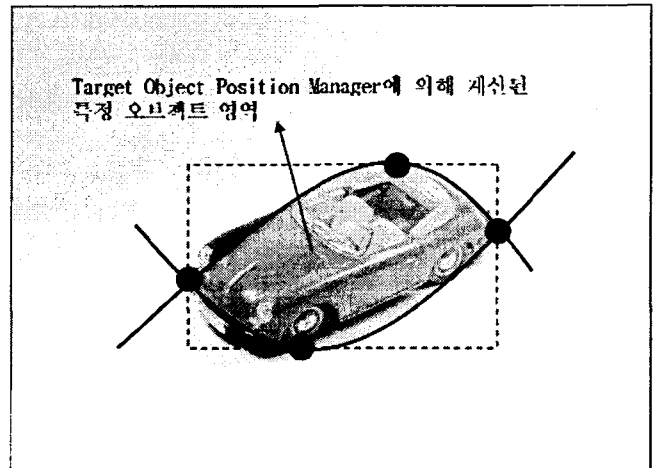 Target Object Position Manager에 의해 계산된
특정 오브젝트 영역